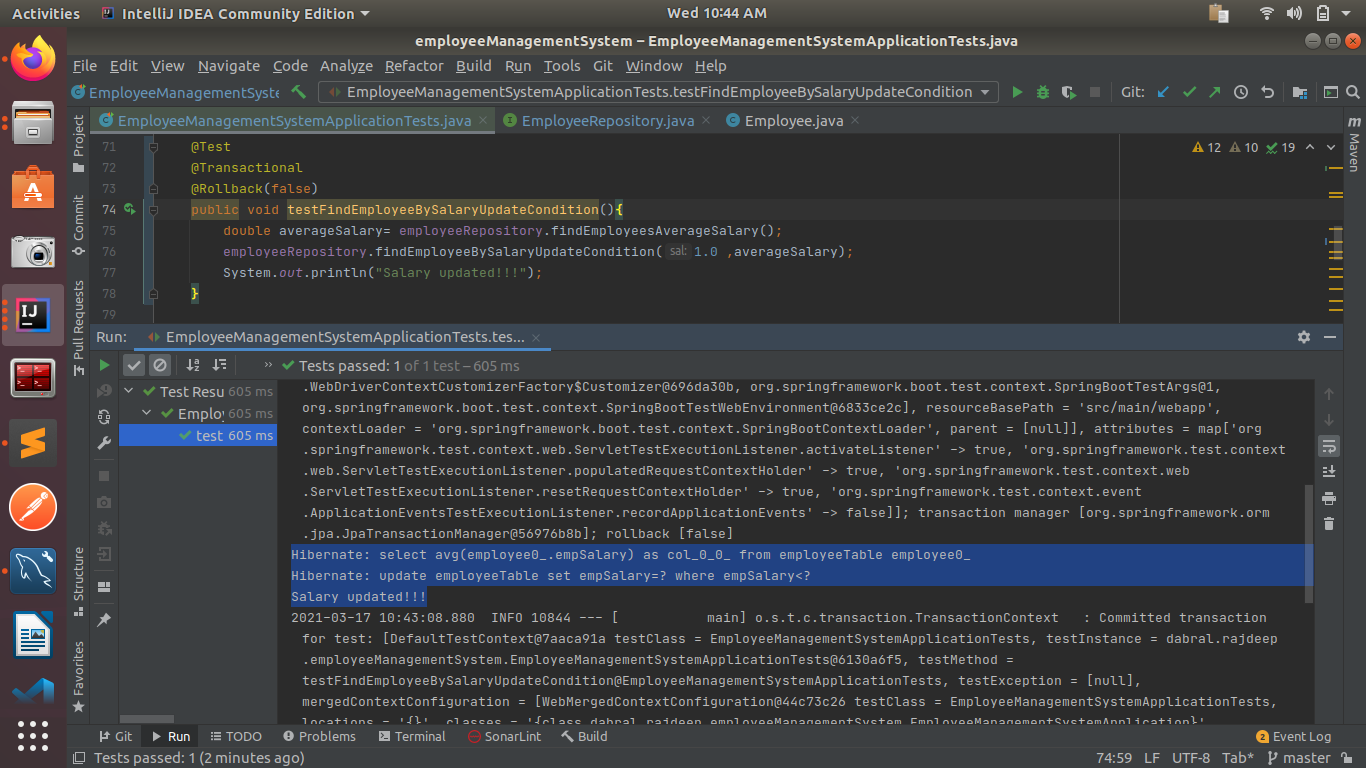 Activities IntelliJ IDEA Community Edition Wed 10:44 AM
employeeManagementSystem – EmployeeManagementSystemApplicationTests.java
File Edit View Navigate Code Analyze Refactor Build Run Tools Git Window Help
EmployeeManagementSyste EmployeeManagementSystemApplicationTests.testFindEmployeeBySalaryUpdateCondition Git:
EmployeeManagementSystemApplicationTests.java EmployeeRepository.java Employee.java
Project
Commit
Pull Requests
Structure
Favorites
Maven
12 10 19
71 @Test
72 @Transactional
73 @Rollback(false)
74 public void testFindEmployeeBySalaryUpdateCondition(){
75 double averageSalary= employeeRepository.findEmployeesAverageSalary();
76 employeeRepository.findEmployeeBySalaryUpdateCondition( sal: 1.0 ,averageSalary);
77 System.out.println("Salary updated!!!");
78 }
79
Run: EmployeeManagementSystemApplicationTests.tes...
Tests passed: 1 of 1 test – 605 ms
Test Resu 605 ms
Employ 605 ms
test 605 ms
.WebDriverContextCustomizerFactory$Customizer@696da30b, org.springframework.boot.test.context.SpringBootTestArgs@1,
org.springframework.boot.test.context.SpringBootTestWebEnvironment@6833ce2c], resourceBasePath = 'src/main/webapp',
contextLoader = 'org.springframework.boot.test.context.SpringBootContextLoader', parent = [null]], attributes = map['org
.springframework.test.context.web.ServletTestExecutionListener.activateListener' -> true, 'org.springframework.test.context
.web.ServletTestExecutionListener.populatedRequestContextHolder' -> true, 'org.springframework.test.context.web
.ServletTestExecutionListener.resetRequestContextHolder' -> true, 'org.springframework.test.context.event
.ApplicationEventsTestExecutionListener.recordApplicationEvents' -> false]]; transaction manager [org.springframework.orm
.jpa.JpaTransactionManager@56976b8b]; rollback [false]
Hibernate: select avg(employee0_.empSalary) as col_0_0_ from employeeTable employee0_
Hibernate: update employeeTable set empSalary=? where empSalary<?
Salary updated!!!
2021-03-17 10:43:08.880 INFO 10844 --- [ main] o.s.t.c.transaction.TransactionContext : Committed transaction
for test: [DefaultTestContext@7aaca91a testClass = EmployeeManagementSystemApplicationTests, testInstance = dabral.rajdeep
.employeeManagementSystem.EmployeeManagementSystemApplicationTests@6130a6f5, testMethod =
testFindEmployeeBySalaryUpdateCondition@EmployeeManagementSystemApplicationTests, testException = [null],
mergedContextConfiguration = [WebMergedContextConfiguration@44c73c26 testClass = EmployeeManagementSystemApplicationTests,
locations = '{}', classes = '{class dabral.rajdeep.employeeManagementSystem.EmployeeManagementSystemApplication}'
Git Run TODO Problems Terminal SonarLint Build 2 Event Log
Tests passed: 1 (2 minutes ago) 74:59 LF UTF-8 Tab* master